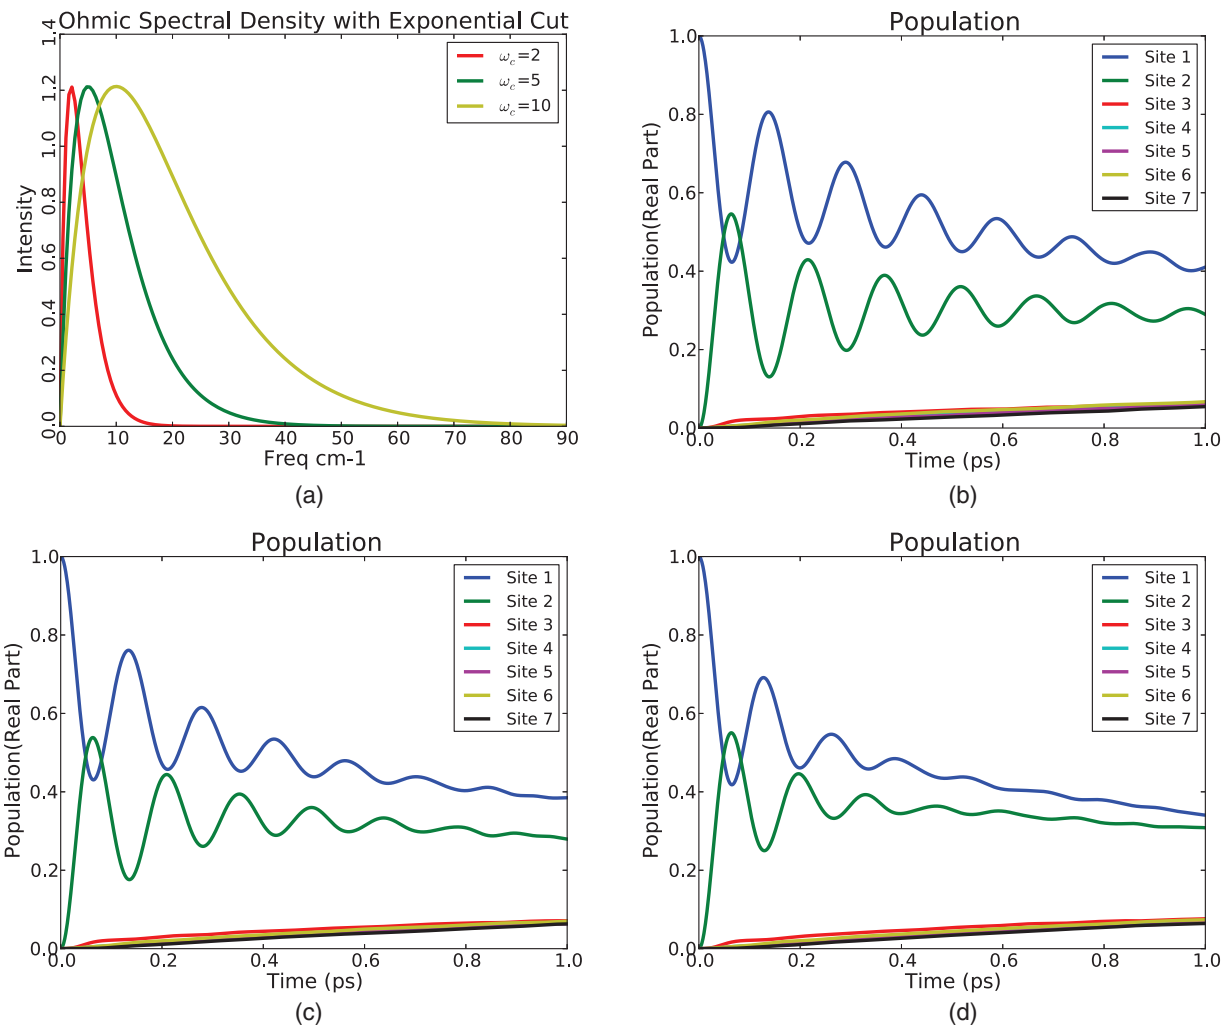 Ohmic Spectral Density with Exponential Cut
1.4
1.2
1.0
0.8
0.6
0.4
0.2
0.0
Intensity
ω_c=2
ω_c=5
ω_c=10
0 10 20 30 40 50 60 70 80 90
Freq cm-1
(a)
Population
1.0
0.8
0.6
0.4
0.2
0.0
Population(Real Part)
Site 1
Site 2
Site 3
Site 4
Site 5
Site 6
Site 7
0.0 0.2 0.4 0.6 0.8 1.0
Time (ps)
(b)
Population
1.0
0.8
0.6
0.4
0.2
0.0
Population(Real Part)
Site 1
Site 2
Site 3
Site 4
Site 5
Site 6
Site 7
0.0 0.2 0.4 0.6 0.8 1.0
Time (ps)
(c)
Population
1.0
0.8
0.6
0.4
0.2
0.0
Population(Real Part)
Site 1
Site 2
Site 3
Site 4
Site 5
Site 6
Site 7
0.0 0.2 0.4 0.6 0.8 1.0
Time (ps)
(d)